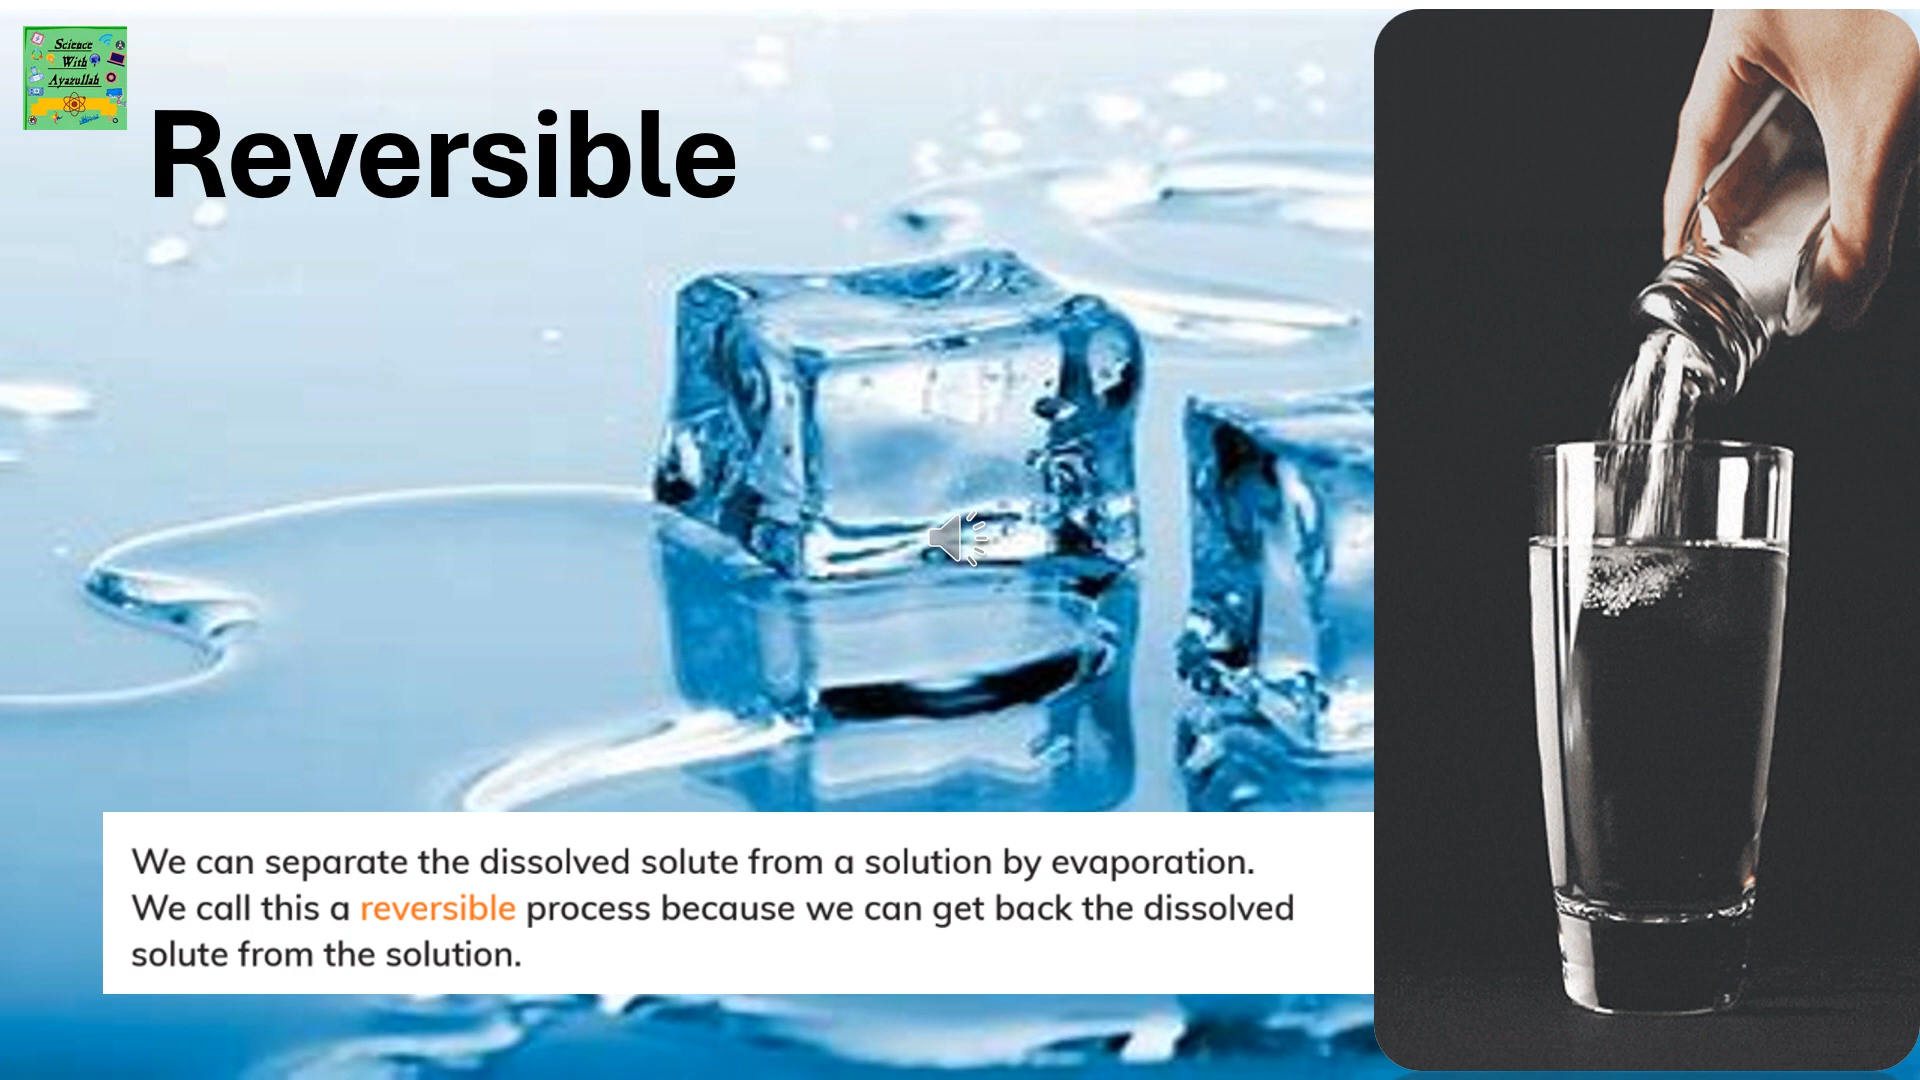 Science
With
Ayazullah
Reversible
We can separate the dissolved solute from a solution by evaporation.
We call this a reversible process because we can get back the dissolved
solute from the solution.